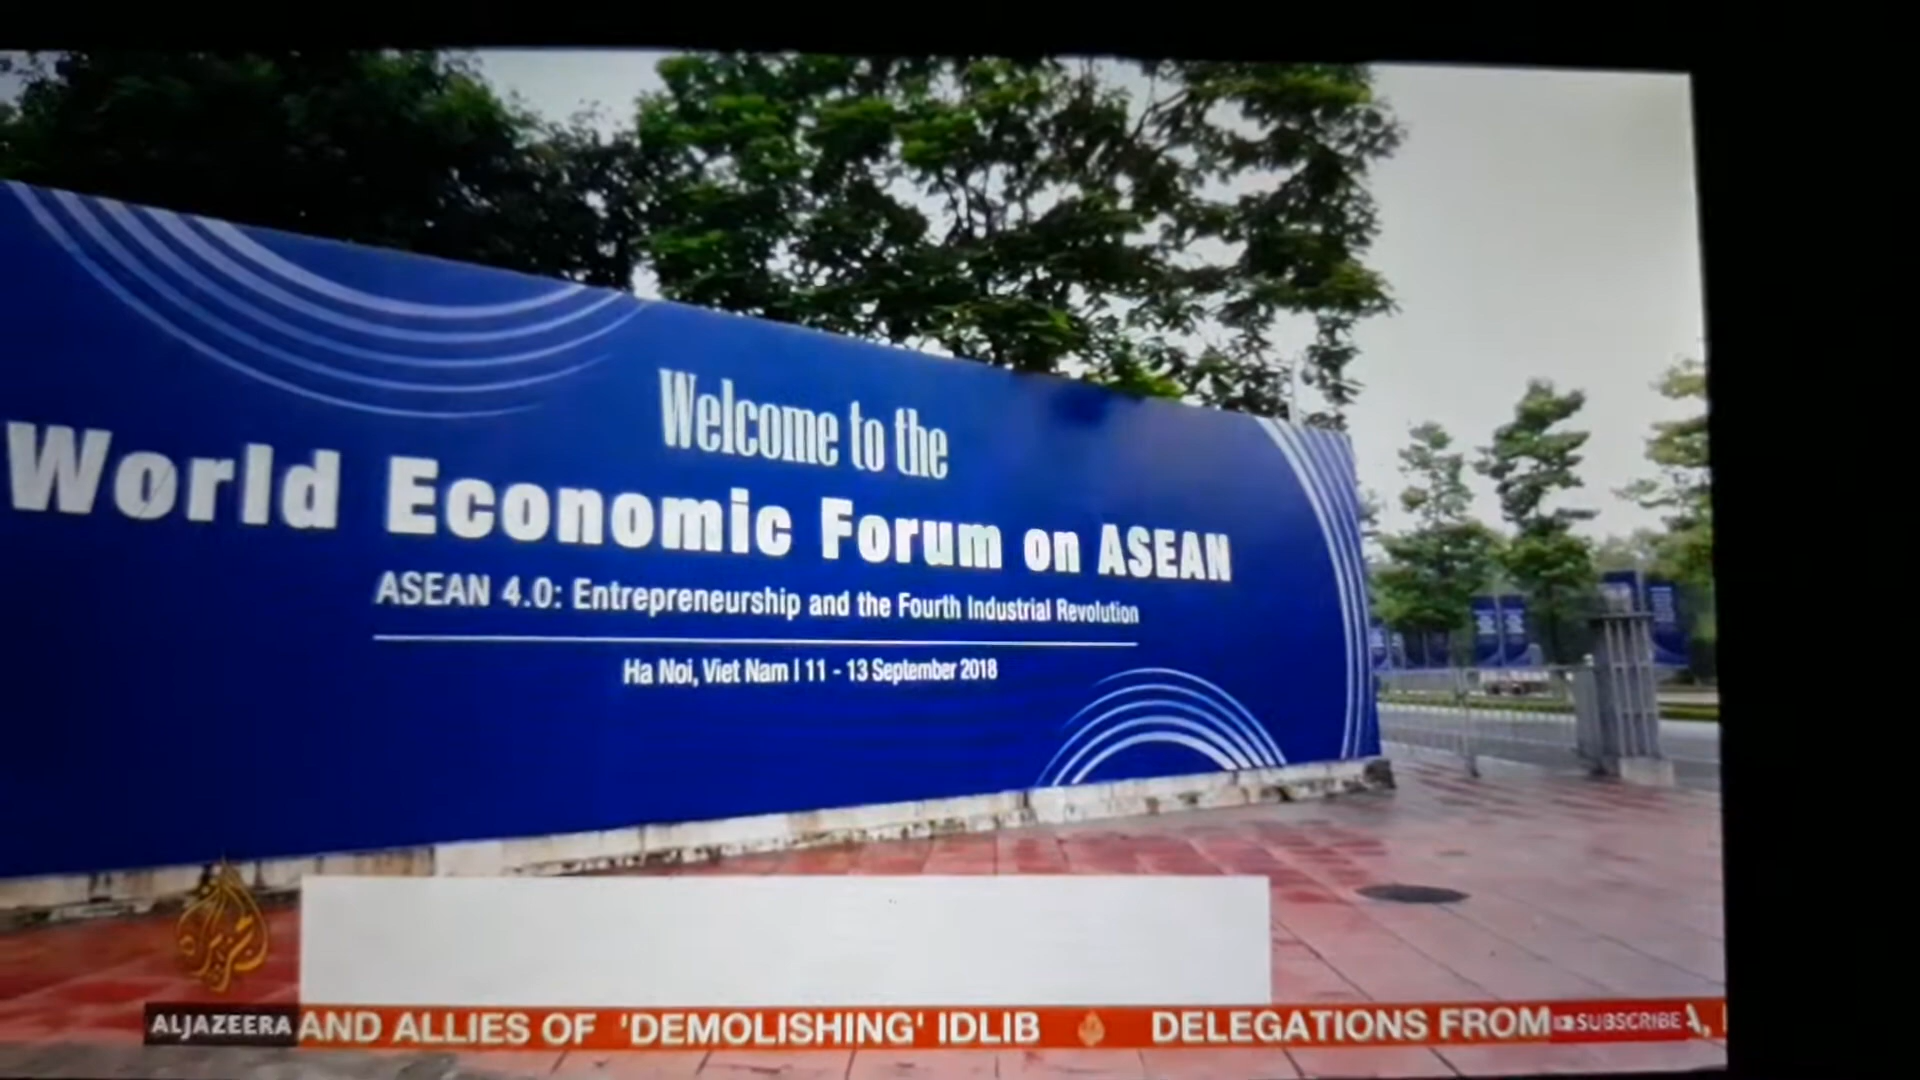 Welcome to the
World Economic Forum on ASEAN
ASEAN 4.0: Entrepreneurship and the Fourth Industrial Revolution
Ha Noi, Viet Nam | 11 - 13 September 2018
ALJAZEERA
AND ALLIES OF 'DEMOLISHING' IDLIB
DELEGATIONS FROM
SUBSCRIBE